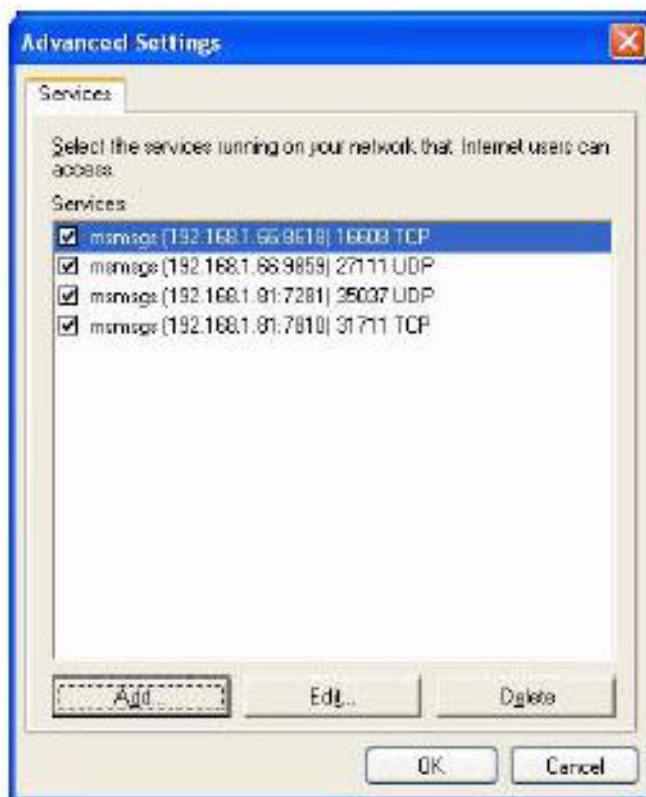 Advanced Settings
Services
Select the services running on your network that Internet users can
access.
Services
msmsgs (192.168.1.66:8618) 16608 TCP
msmsgs (192.168.1.66:9859) 27111 UDP
msmsgs (192.168.1.81:7281) 35037 UDP
msmsgs (192.168.1.81:7810) 31711 TCP
Add...
Edit...
Delete
OK
Cancel